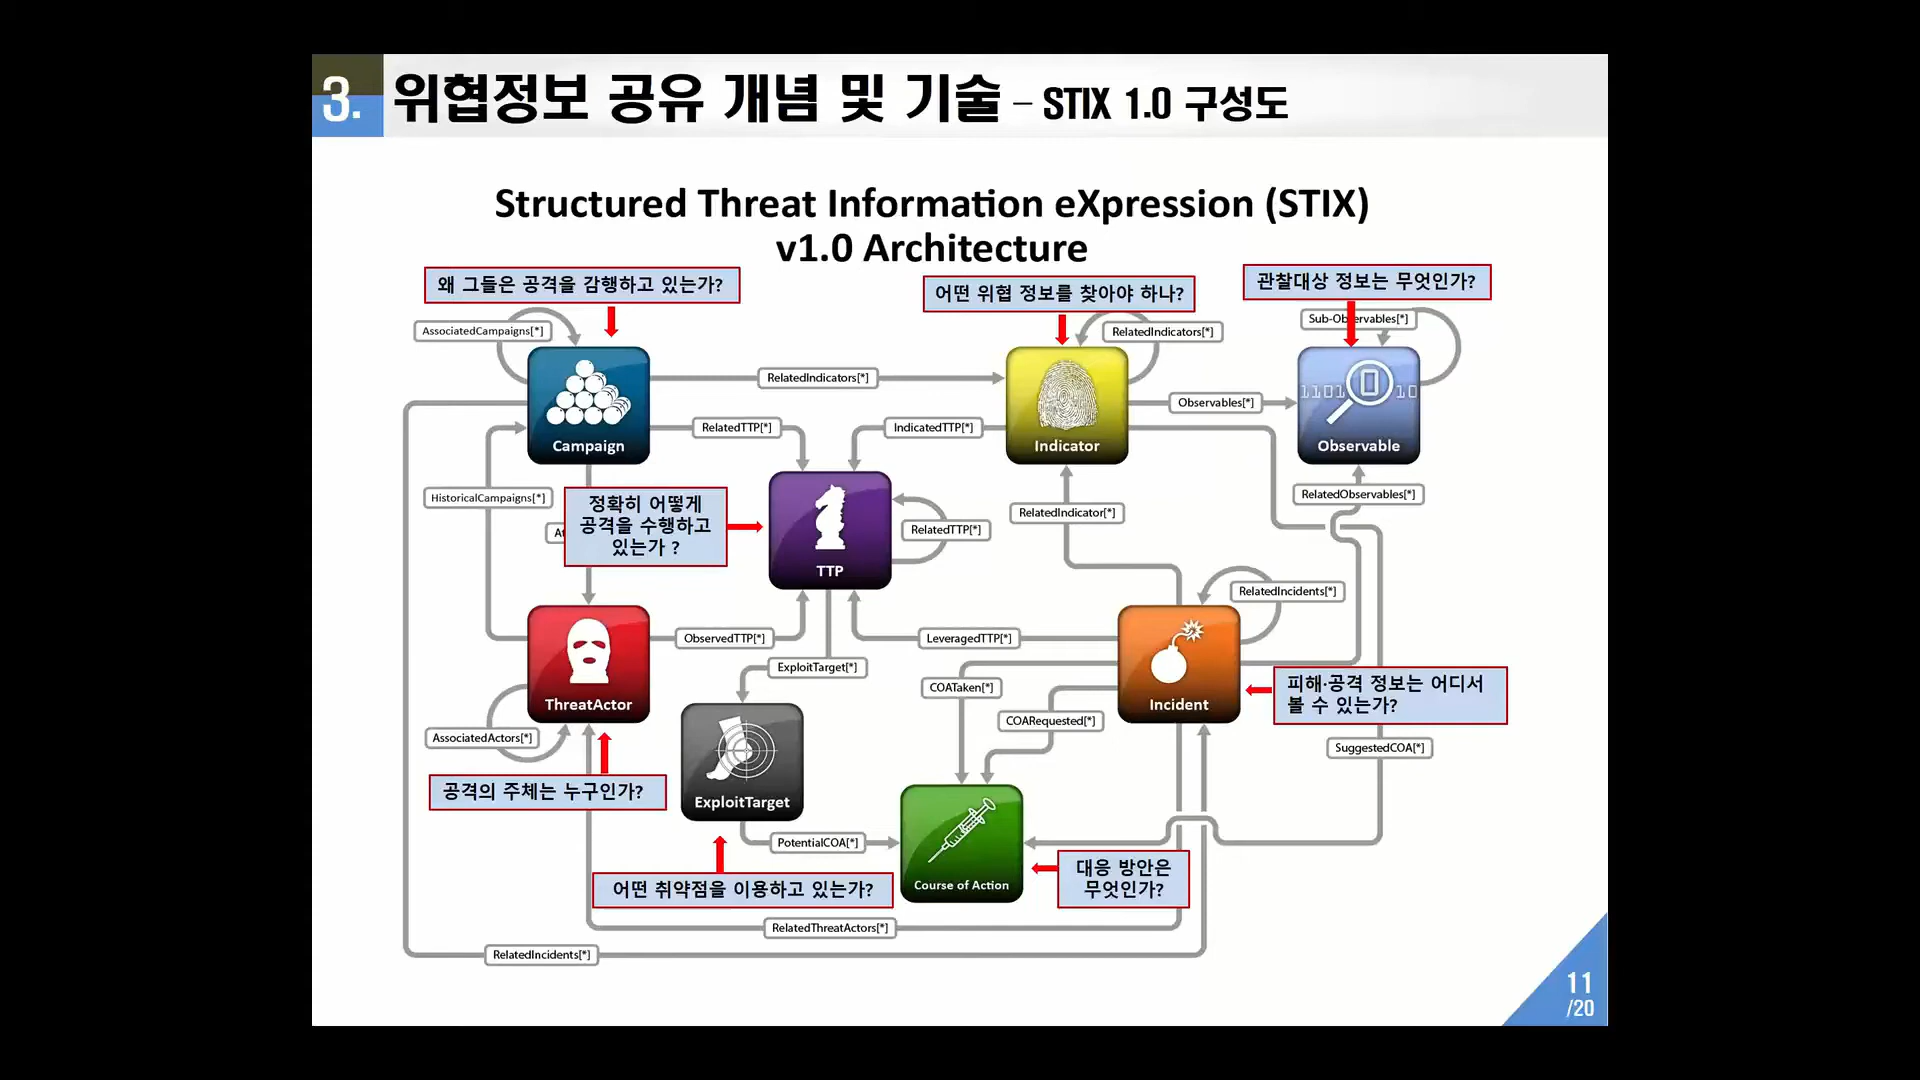 3. 위협정보 공유 개념 및 기술 – STIX 1.0 구성도
Structured Threat Information eXpression (STIX)
v1.0 Architecture
왜 그들은 공격을 감행하고 있는가?
어떤 위협 정보를 찾아야 하나?
관찰대상 정보는 무엇인가?
AssociatedCampaigns[*]
RelatedIndicators[*]
Sub-Observables[*]
RelatedIndicators[*]
Observables[*]
RelatedTTP[*]
IndicatedTTP[*]
Campaign
Indicator
Observable
HistoricalCampaigns[*]
정확히 어떻게
공격을 수행하고
있는가 ?
RelatedTTP[*]
RelatedIndicator[*]
RelatedObservables[*]
TTP
RelatedIncidents[*]
ObservedTTP[*]
LeveragedTTP[*]
ExploitTarget[*]
COATaken[*]
피해·공격 정보는 어디서
볼 수 있는가?
ThreatActor
Incident
COARequested[*]
AssociatedActors[*]
SuggestedCOA[*]
공격의 주체는 누구인가?
ExploitTarget
PotentialCOA[*]
대응 방안은
무엇인가?
어떤 취약점을 이용하고 있는가?
Course of Action
RelatedThreatActors[*]
RelatedIncidents[*]
11
/20